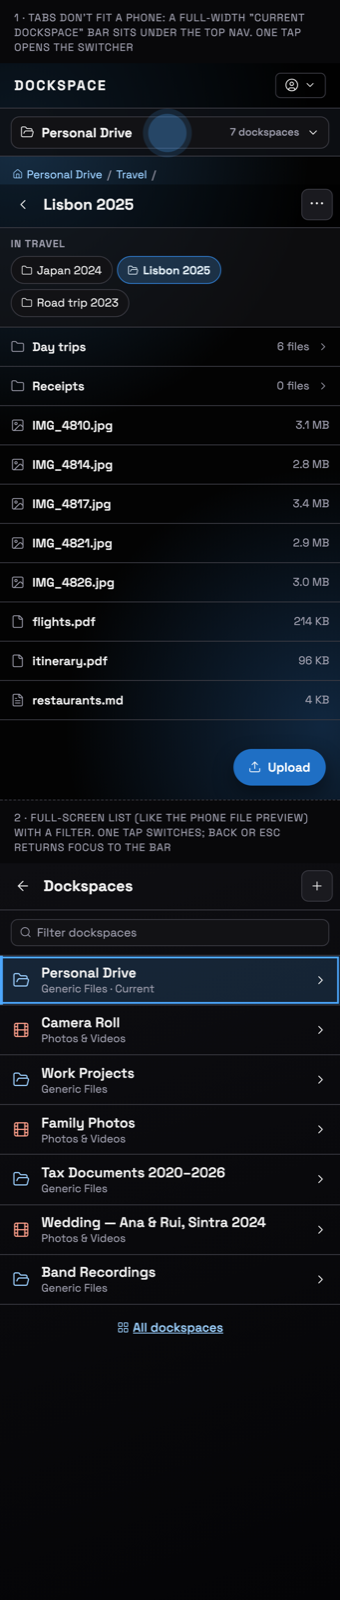 1 · TABS DON'T FIT A PHONE: A FULL-WIDTH "CURRENT
DOCKSPACE" BAR SITS UNDER THE TOP NAV. ONE TAP
OPENS THE SWITCHER
DOCKSPACE
Personal Drive 7 dockspaces
Personal Drive / Travel /
Lisbon 2025
IN TRAVEL
Japan 2024 Lisbon 2025
Road trip 2023
Day trips 6 files
Receipts 0 files
IMG_4810.jpg 3.1 MB
IMG_4814.jpg 2.8 MB
IMG_4817.jpg 3.4 MB
IMG_4821.jpg 2.9 MB
IMG_4826.jpg 3.0 MB
flights.pdf 214 KB
itinerary.pdf 96 KB
restaurants.md 4 KB
Upload
2 · FULL-SCREEN LIST (LIKE THE PHONE FILE PREVIEW)
WITH A FILTER. ONE TAP SWITCHES; BACK OR ESC
RETURNS FOCUS TO THE BAR
Dockspaces
Filter dockspaces
Personal Drive
Generic Files · Current
Camera Roll
Photos & Videos
Work Projects
Generic Files
Family Photos
Photos & Videos
Tax Documents 2020–2026
Generic Files
Wedding — Ana & Rui, Sintra 2024
Photos & Videos
Band Recordings
Generic Files
All dockspaces